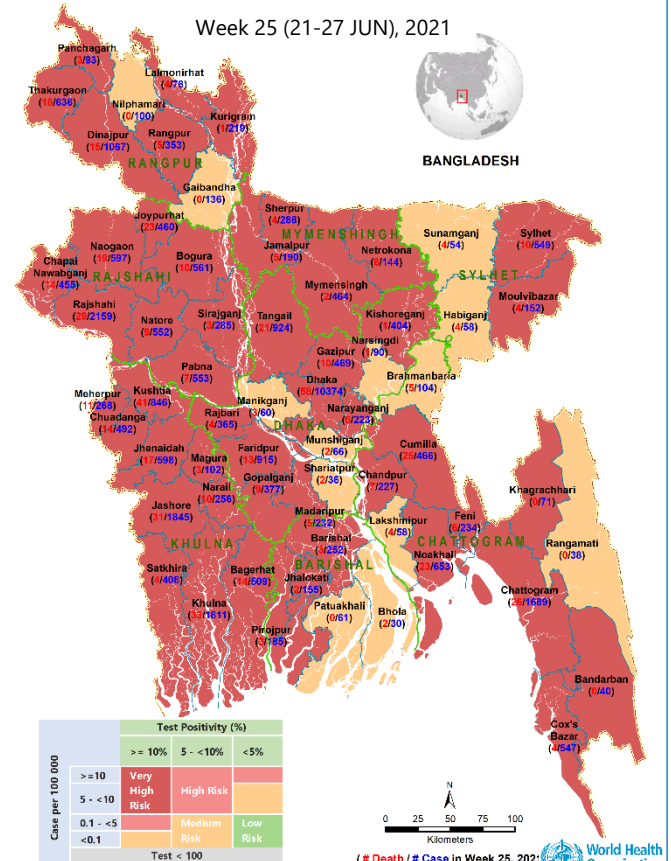 Week 25 (21-27 JUN), 2021
BANGLADESH
Panchagarh
(3/93)
Lalmonirhat
(4/76)
Thakurgaon
(18/636)
Nilphamari
(0/100)
Kurigram
(1/219)
Dinajpur
(15/1067)
Rangpur
(5/353)
RANGPUR
Gaibandha
(0/136)
Joypurhat
(23/460)
Sherpur
(4/288)
MYMENSINGH
Sunamganj
(4/54)
Sylhet
(10/549)
Naogaon
(19/597)
Jamalpur
(5/190)
Netrokona
(6/144)
Bogura
(10/561)
Chapai
Nawabganj
(14/455)
RAJSHAHI
SYLHET
Mymensingh
(2/464)
Moulvibazar
(4/152)
Rajshahi
(29/2159)
Natore
(9/552)
Sirajganj
(3/285)
Tangail
(21/924)
Kishoreganj
(1/404)
Habiganj
(4/58)
Narsingdi
(1/90)
Gazipur
(10/469)
Pabna
(7/553)
Dhaka
(58/10374)
Brahmanbaria
(5/104)
Meherpur
(11/268)
Kushtia
(41/846)
Manikganj
(3/60)
Narayanganj
(6/223)
Chuadanga
(14/492)
Rajbari
(4/365)
DHAKA
Munshiganj
(2/66)
Cumilla
(25/466)
Jhenaidah
(17/598)
Magura
(3/102)
Faridpur
(13/915)
Shariatpur
(2/36)
Chandpur
(7/227)
Khagrachhari
(0/71)
Narail
(10/256)
Gopalganj
(9/377)
Madaripur
(5/232)
Lakshmipur
(4/58)
Feni
(6/234)
Jashore
(31/1845)
Barishal
(3/252)
CHATTOGRAM
Rangamati
(0/38)
KHULNA
Noakhali
(23/653)
BARISHAL
Satkhira
(4/408)
Bagerhat
(14/509)
Jhalokati
(2/155)
Chattogram
(26/1689)
Khulna
Patuakhali
(0/61)
Bhola
(2/30)
Pirojpur
(3/185)
Bandarban
(0/40)
Cox's
Bazar
(4/547)
Test Positivity (%)
>= 10% 5 - <10% <5%
Case per 100 000
>=10
5 - <10
0.1 - <5
<0.1
Very
High
Risk
High Risk
Medium
Risk
Low
Risk
Test < 100
N
0 25 50 75 100
Kilometers
( # Death / # Case in Week 25, 2021
World Health